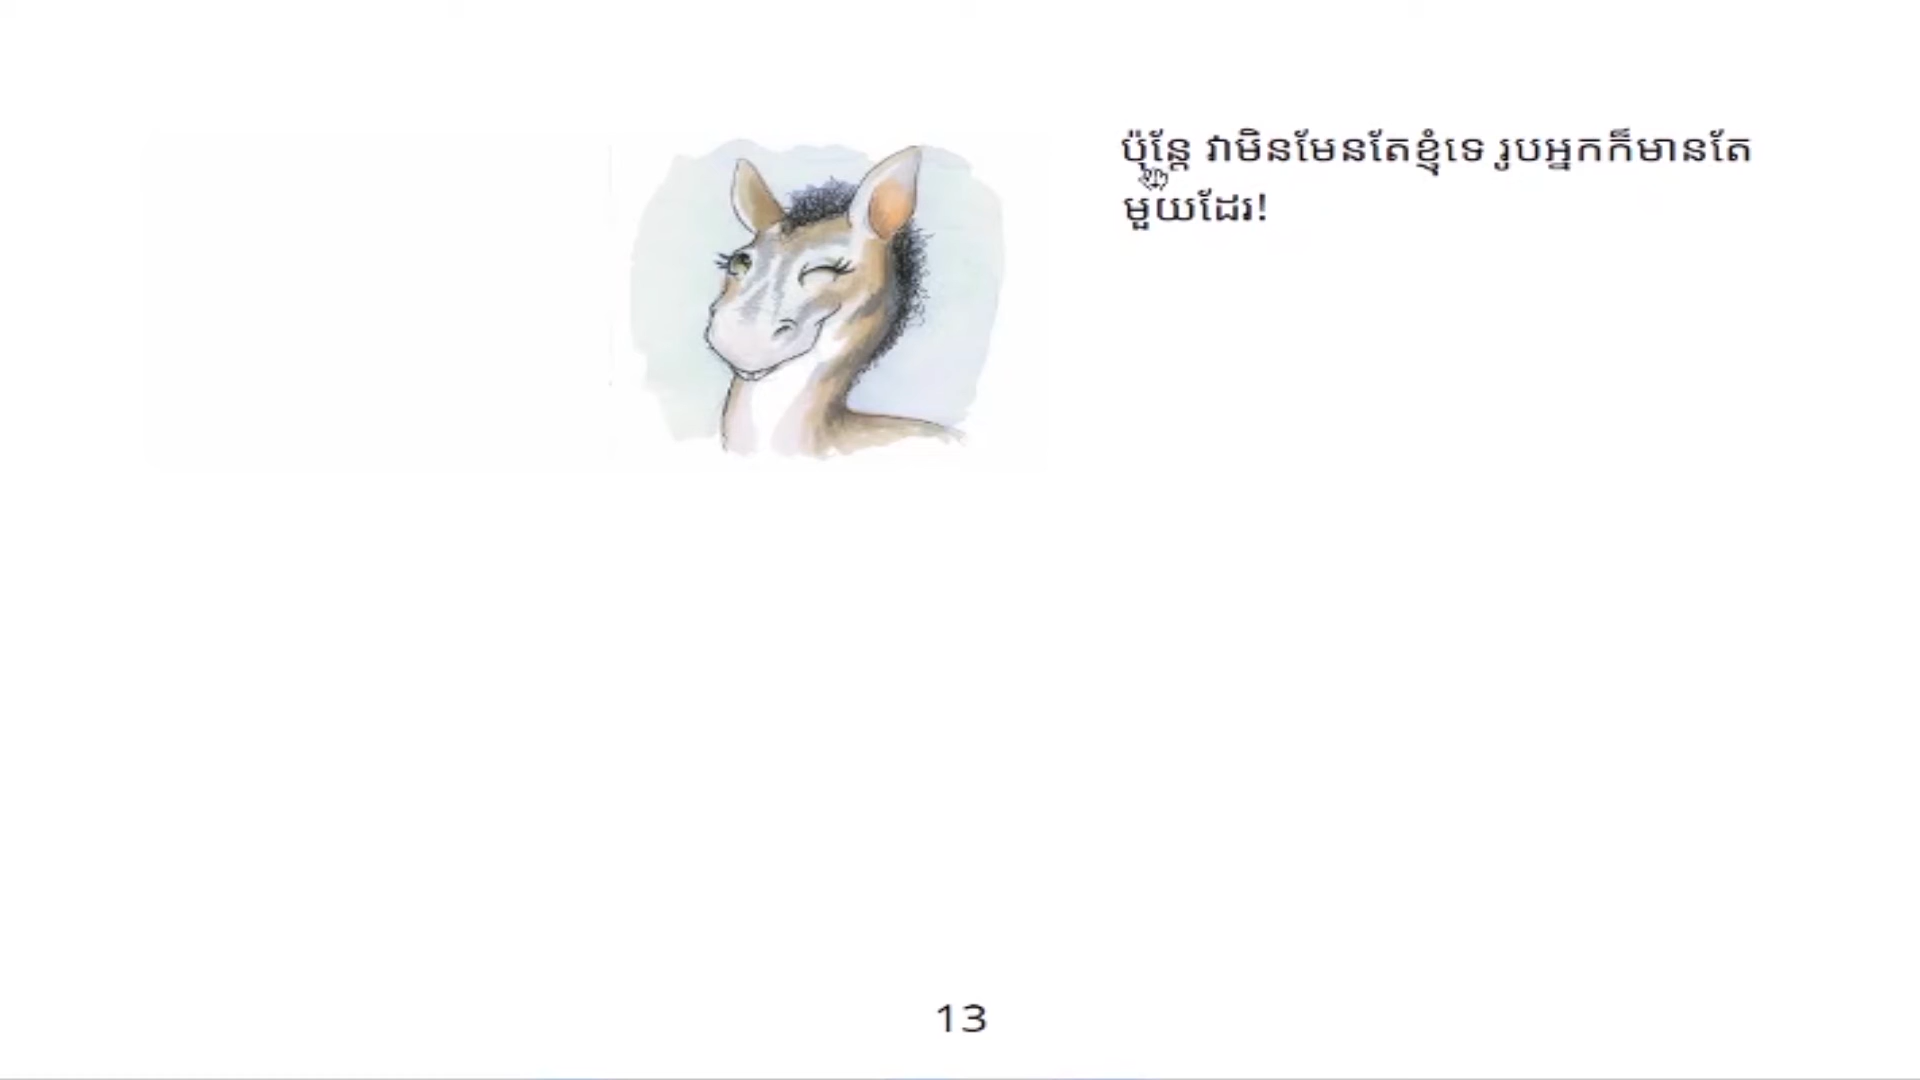 ប៉ុន្តែ វាមិនមែនតែខ្ញុំទេ រូបអ្នកក៏មានតែ
មួយដែរ!
13